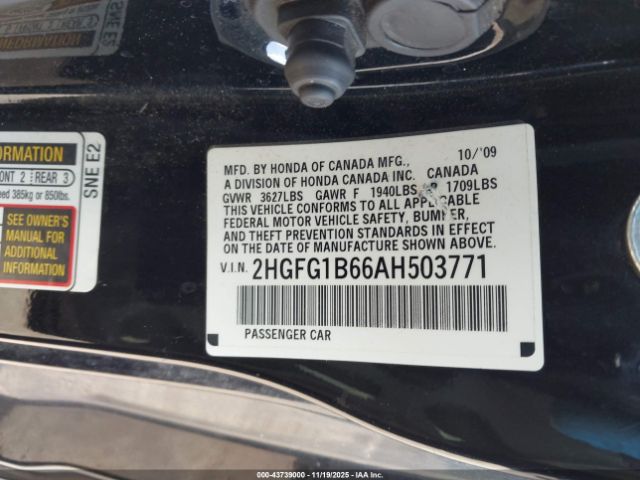 NFORMATION
ORMATION
ONT 2 REAR 3
eed 385kg or 850lbs.
SEE OWNER'S
MANUAL FOR
ADDITIONAL
INFORMATION
SNE E2
MFD. BY HONDA OF CANADA MFG., 10/'09
A DIVISION OF HONDA CANADA INC. CANADA
GVWR 3627LBS GAWR F 1940LBS 1709LBS
THIS VEHICLE CONFORMS TO ALL APPLICABLE
FEDERAL MOTOR VEHICLE SAFETY, BUMPER,
AND THEFT PREVENTION STANDARDS IN EFFECT
ON THE DATE OF MANUFACTURE SHOWN ABOVE.
V.I.N. 2HGFG1B66AH503771
PASSENGER CAR
000-43739000 - 11/19/2025 - IAA Inc.